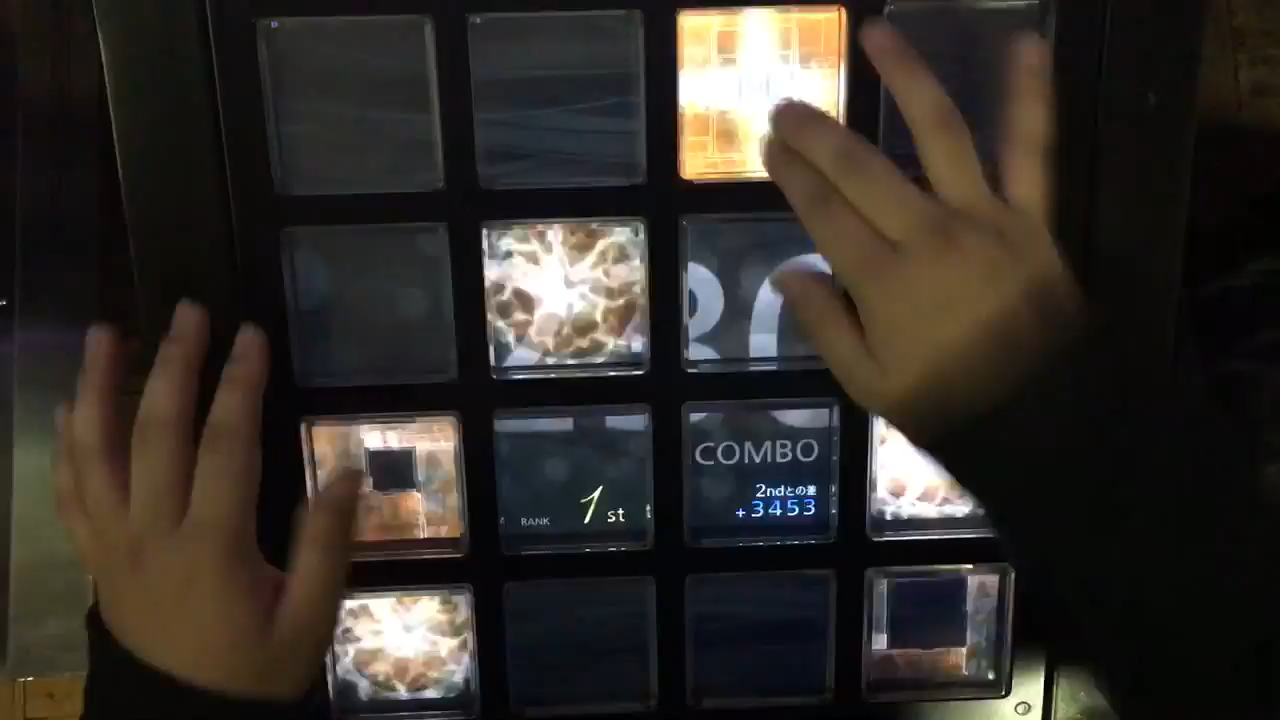 COMBO
2ndとの差
+3453
RANK 1st